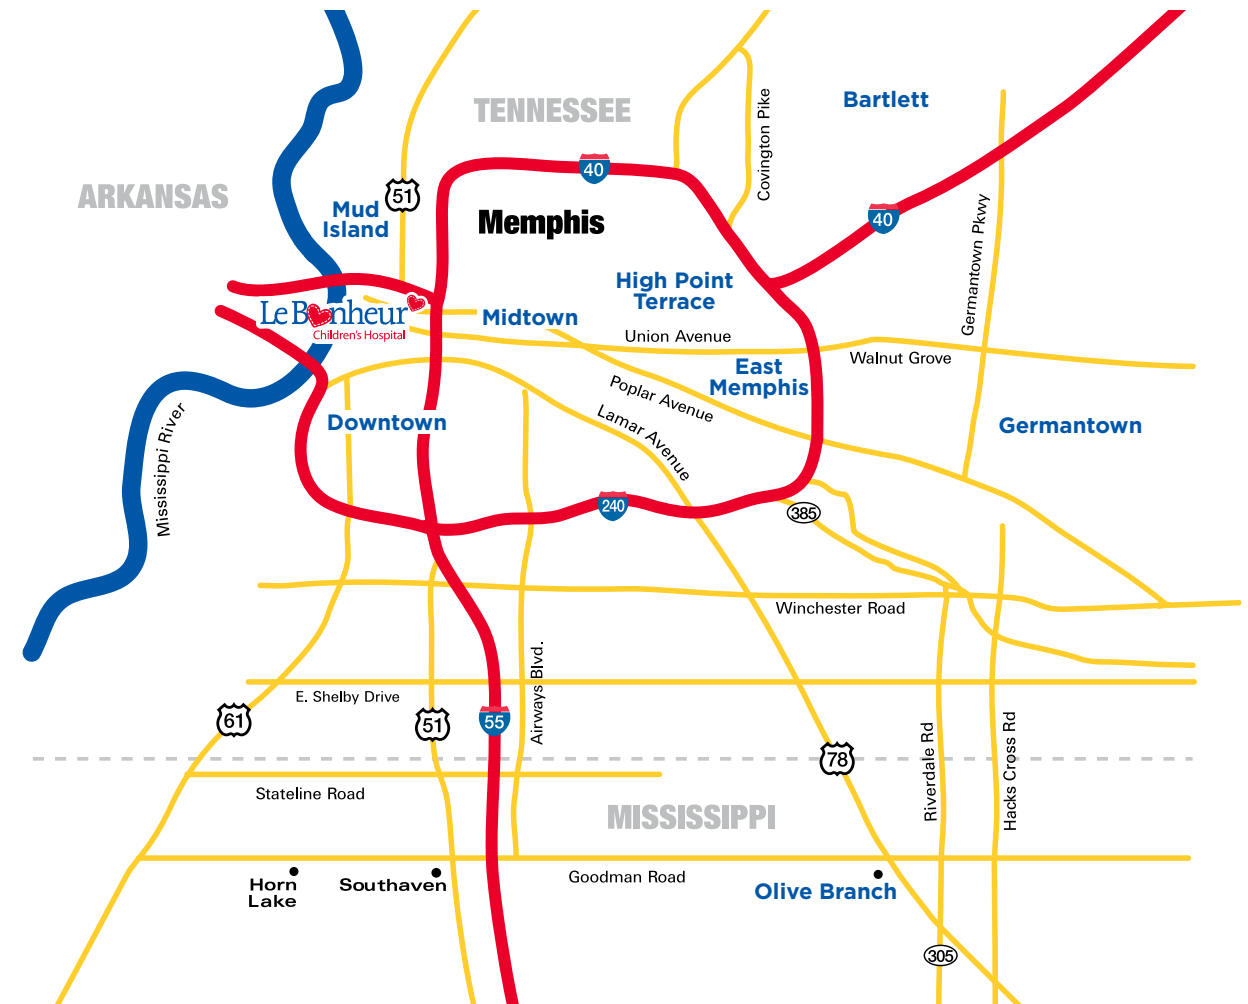 TENNESSEE
Bartlett
Covington Pike
40
ARKANSAS
51
Mud
Island
Memphis
40
Germantown Pkwy
High Point
Terrace
Le Bonheur
Children's Hospital
Midtown
Union Avenue
Walnut Grove
East
Memphis
Poplar Avenue
Lamar Avenue
Downtown
Germantown
Mississippi River
240
385
Winchester Road
E. Shelby Drive
Airways Blvd.
61
51
55
78
Riverdale Rd
Hacks Cross Rd
Stateline Road
MISSISSIPPI
Goodman Road
Horn
Lake
Southaven
Olive Branch
305